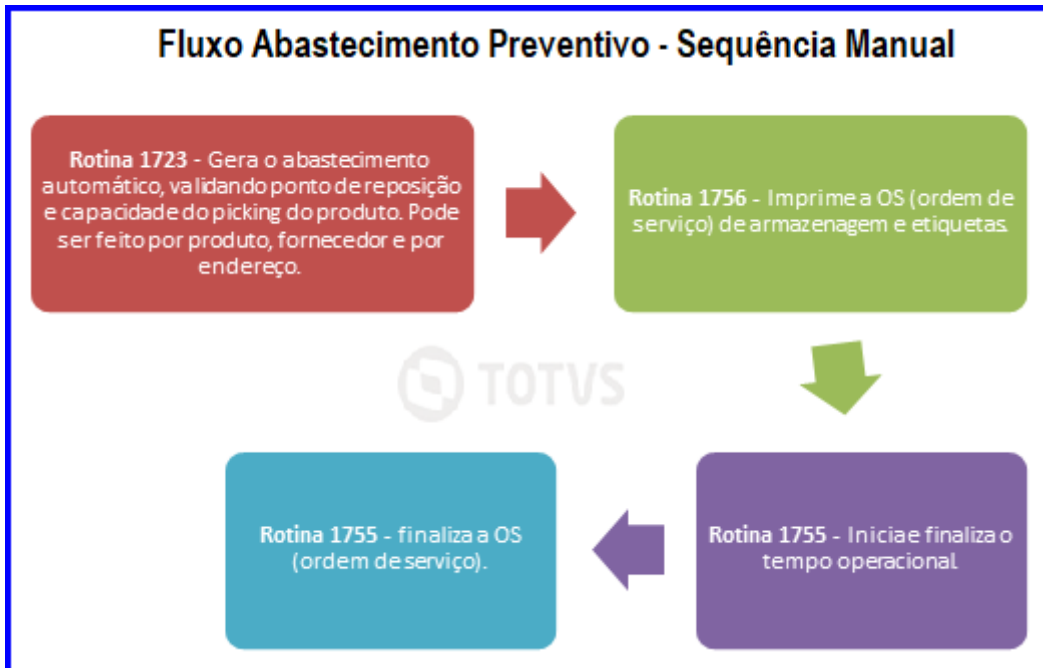 Fluxo Abastecimento Preventivo - Sequência Manual
Rotina 1723 - Gera o abastecimento
automático, validando ponto de reposição
e capacidade do picking do produto. Pode
ser feito por produto, fornecedor e por
endereço.
Rotina 1756 - Imprime a OS (ordem de
serviço) de armazenagem e etiquetas.
TOTVS
Rotina 1755 - finaliza a OS
(ordem de serviço).
Rotina 1755 - Inicia e finaliza o
tempo operacional.